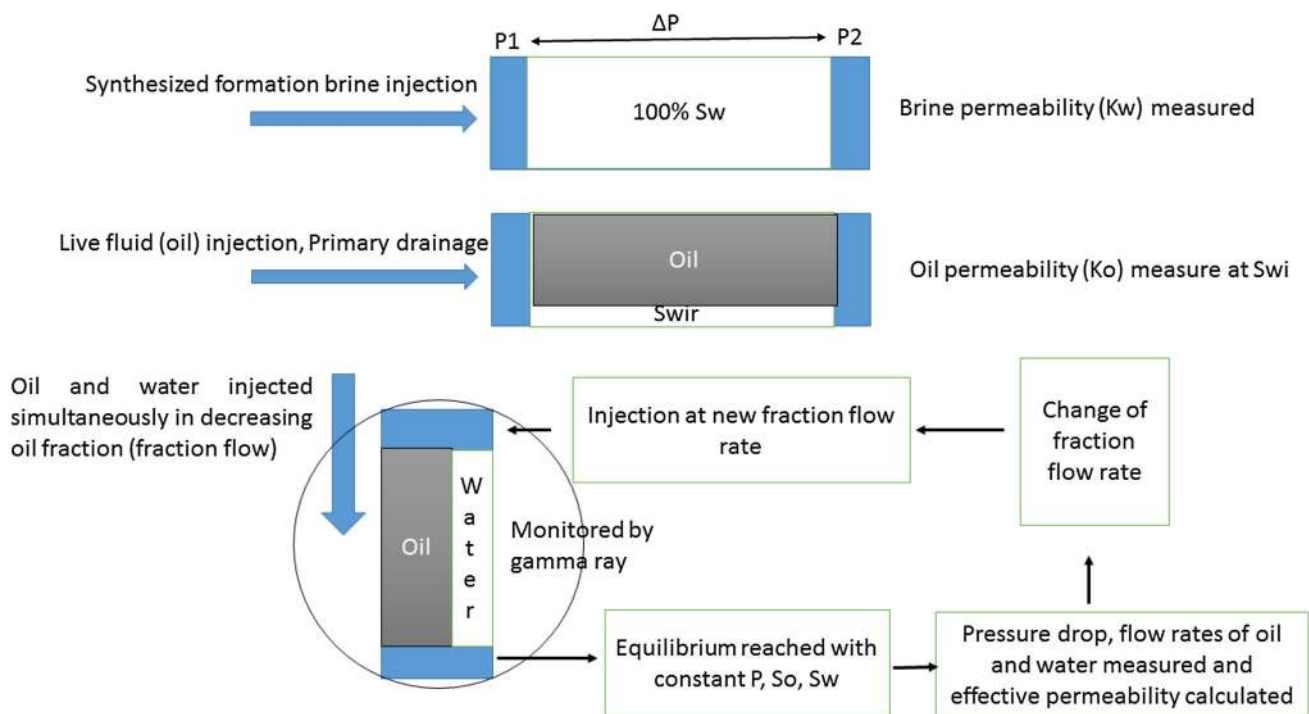 ΔP
P1
P2
Synthesized formation brine injection
100% Sw
Brine permeability (Kw) measured
Live fluid (oil) injection, Primary drainage
Oil
Oil permeability (Ko) measure at Swi
Swir
Oil and water injected
simultaneously in decreasing
oil fraction (fraction flow)
Injection at new fraction flow
rate
Change of
fraction
flow rate
Oil
W
a
t
e
r
Monitored by
gamma ray
Equilibrium reached with
constant P, So, Sw
Pressure drop, flow rates of oil
and water measured and
effective permeability calculated